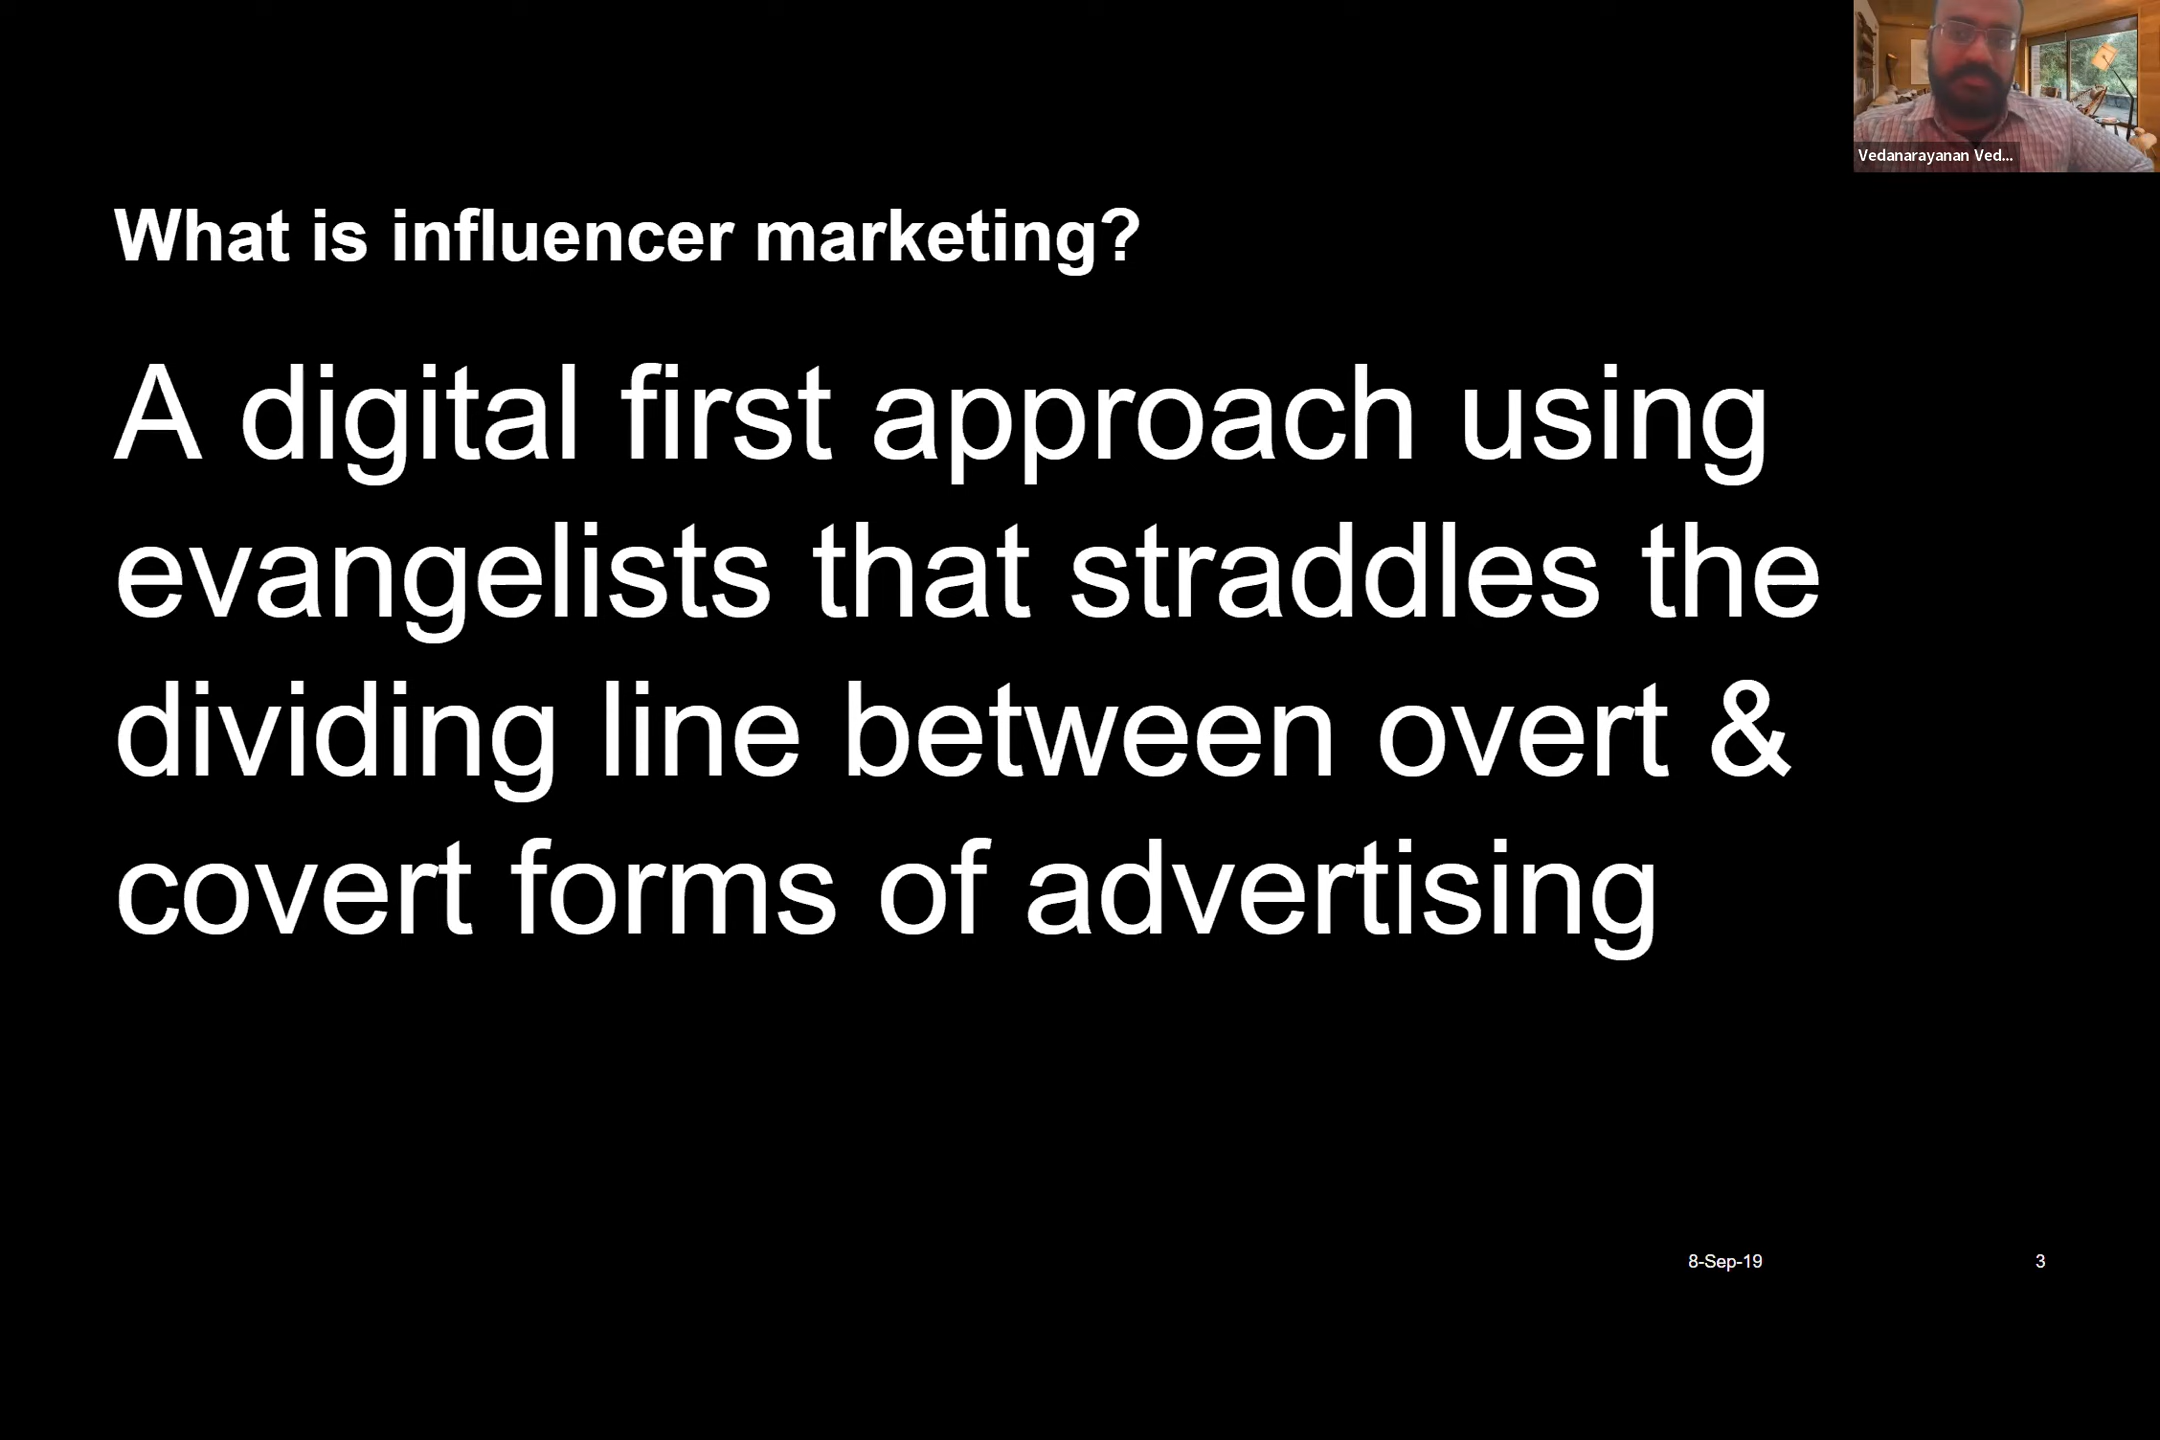 Vedanarayanan Ved...
What is influencer marketing?
A digital first approach using
evangelists that straddles the
dividing line between overt &
covert forms of advertising
8-Sep-19
3